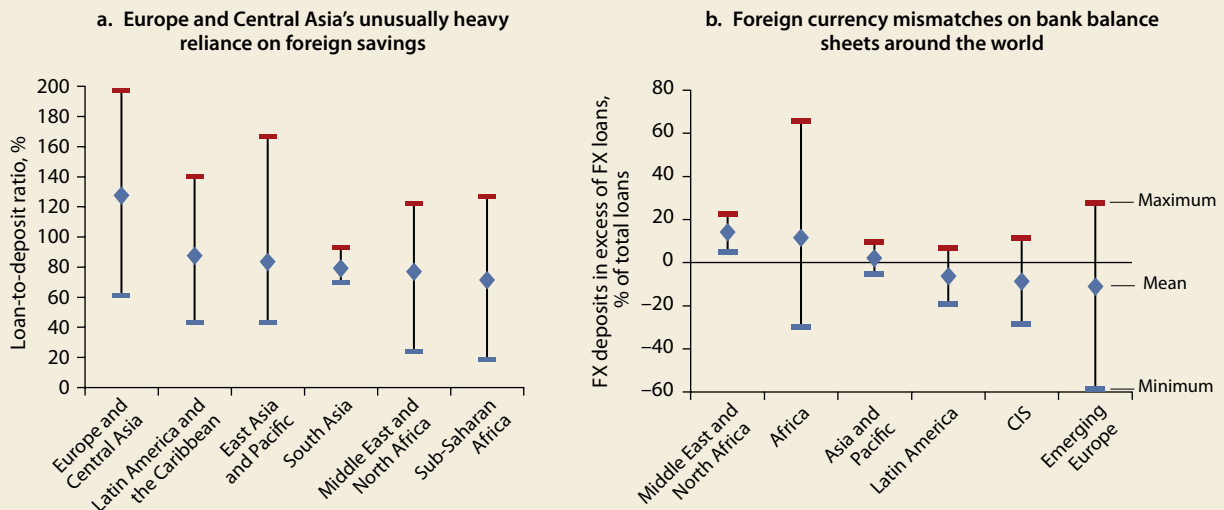 a. Europe and Central Asia's unusually heavy
reliance on foreign savings
Loan-to-deposit ratio, %
200
180
160
140
120
100
80
60
40
20
0
Europe and
Central Asia
Latin America and
the Caribbean
East Asia
and Pacific
South Asia
Middle East and
North Africa
Sub-Saharan
Africa
b. Foreign currency mismatches on bank balance
sheets around the world
FX deposits in excess of FX loans,
% of total loans
80
60
40
20
0
–20
–40
–60
Maximum
Mean
Minimum
Middle East and
North Africa
Africa
Asia and
Pacific
Latin America
CIS
Emerging
Europe